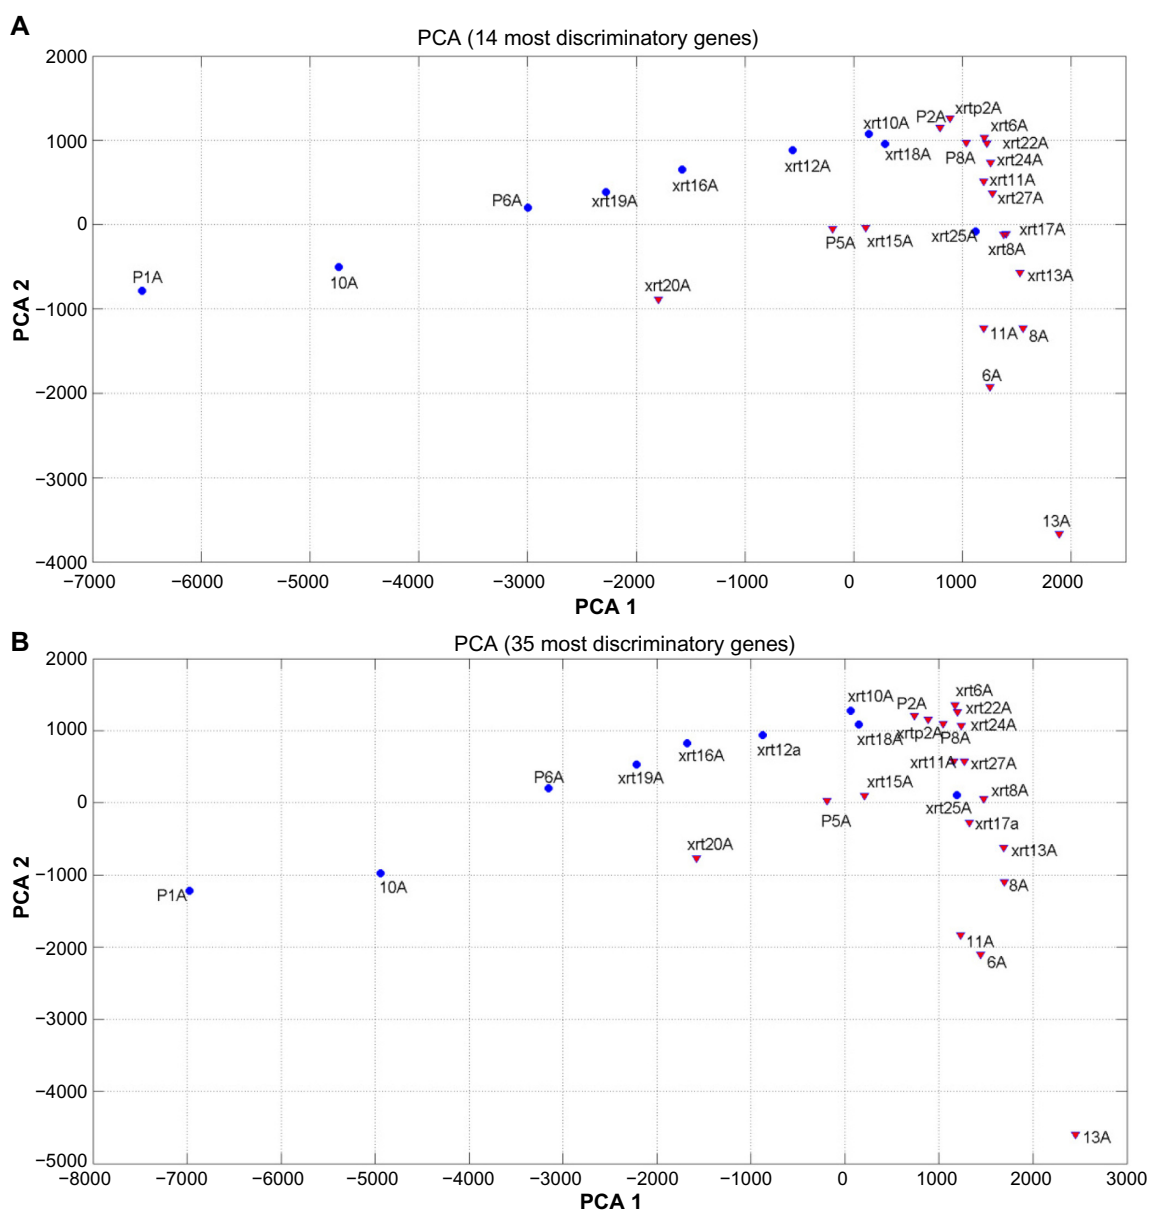 A
PCA (14 most discriminatory genes)
2000
1000
0
−1000
−2000
−3000
−4000
PCA 2
P1A
10A
P6A
xrt19A
xrt16A
xrt12A
xrt10A
xrt18A
P2A
xrtp2A
xrt6A
xrt22A
P8A
xrt24A
xrt11A
xrt27A
P5A
xrt15A
xrt25A
xrt17A
xrt8A
xrt20A
xrt13A
11A
8A
6A
13A
−7000 −6000 −5000 −4000 −3000 −2000 −1000 0 1000 2000
PCA 1
B
PCA (35 most discriminatory genes)
2000
1000
0
−1000
−2000
−3000
−4000
−5000
PCA 2
P1A
10A
P6A
xrt19A
xrt16A
xrt12a
xrt10A
xrt18A
P2A
xrtp2A
P8A
xrt6A
xrt22A
xrt24A
xrt11A
xrt27A
xrt15A
P5A
xrt25A
xrt8A
xrt17a
xrt20A
xrt13A
8A
11A
6A
13A
−8000 −7000 −6000 −5000 −4000 −3000 −2000 −1000 0 1000 2000 3000
PCA 1